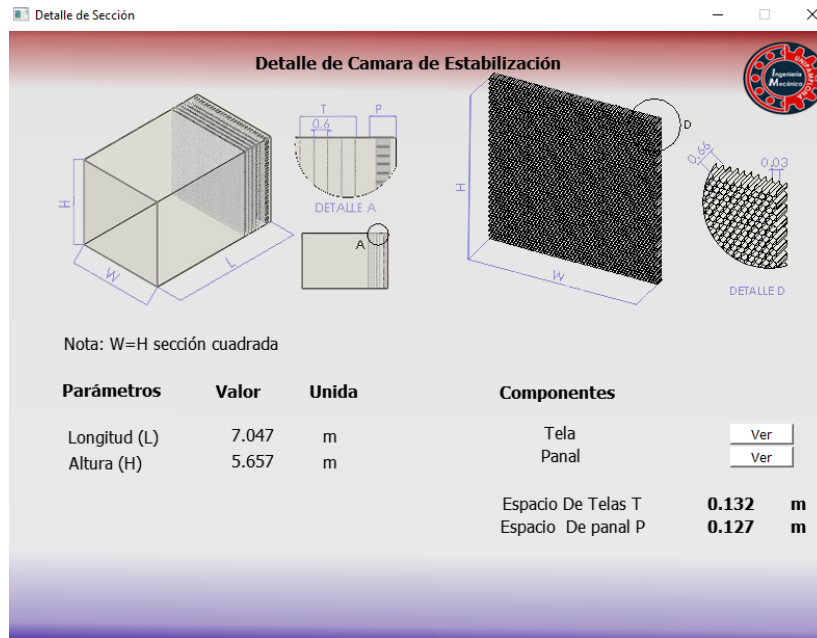 Detalle de Sección
Detalle de Camara de Estabilización
Ingeniería
Mecánica
UNIPAMPLONA
T
P
0.6
DETALLE A
A
H
W
L
D
H
W
0.66
0.03
DETALLE D
Nota: W=H sección cuadrada
Parámetros Valor Unida
Longitud (L) 7.047 m
Altura (H) 5.657 m
Componentes
Tela Ver
Panal Ver
Espacio De Telas T 0.132 m
Espacio De panal P 0.127 m